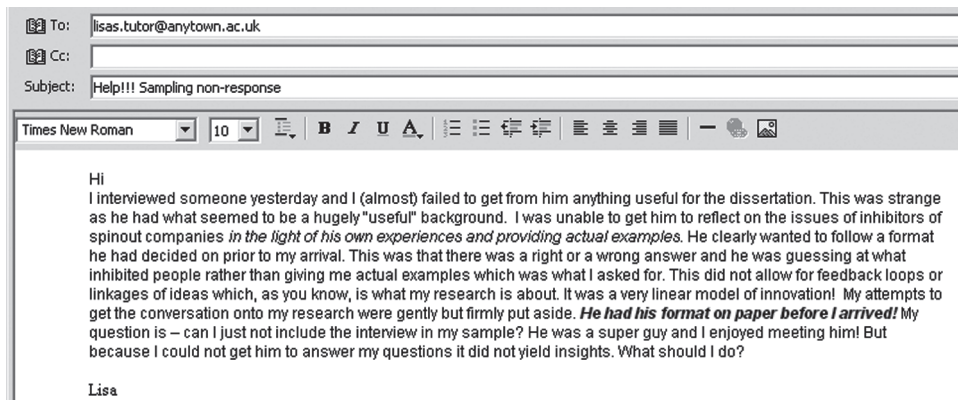 To: lisas.tutor@anytown.ac.uk
Cc:
Subject: Help!!! Sampling non-response
Times New Roman 10 B I U A
Hi
I interviewed someone yesterday and I (almost) failed to get from him anything useful for the dissertation. This was strange
as he had what seemed to be a hugely "useful" background. I was unable to get him to reflect on the issues of inhibitors of
spinout companies in the light of his own experiences and providing actual examples. He clearly wanted to follow a format
he had decided on prior to my arrival. This was that there was a right or a wrong answer and he was guessing at what
inhibited people rather than giving me actual examples which was what I asked for. This did not allow for feedback loops or
linkages of ideas which, as you know, is what my research is about. It was a very linear model of innovation! My attempts to
get the conversation onto my research were gently but firmly put aside. He had his format on paper before I arrived! My
question is – can I just not include the interview in my sample? He was a super guy and I enjoyed meeting him! But
because I could not get him to answer my questions it did not yield insights. What should I do?
Lisa